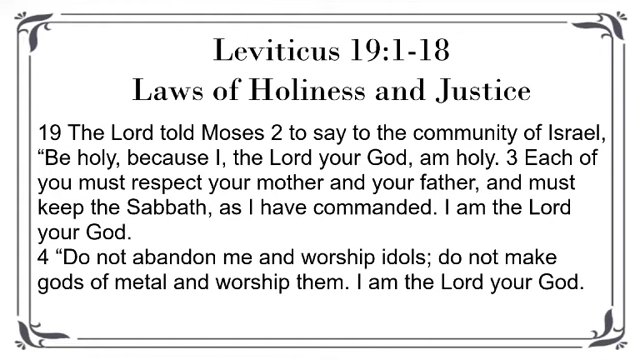 Leviticus 19:1-18
Laws of Holiness and Justice
19 The Lord told Moses 2 to say to the community of Israel,
“Be holy, because I, the Lord your God, am holy. 3 Each of
you must respect your mother and your father, and must
keep the Sabbath, as I have commanded. I am the Lord
your God.
4 “Do not abandon me and worship idols; do not make
gods of metal and worship them. I am the Lord your God.